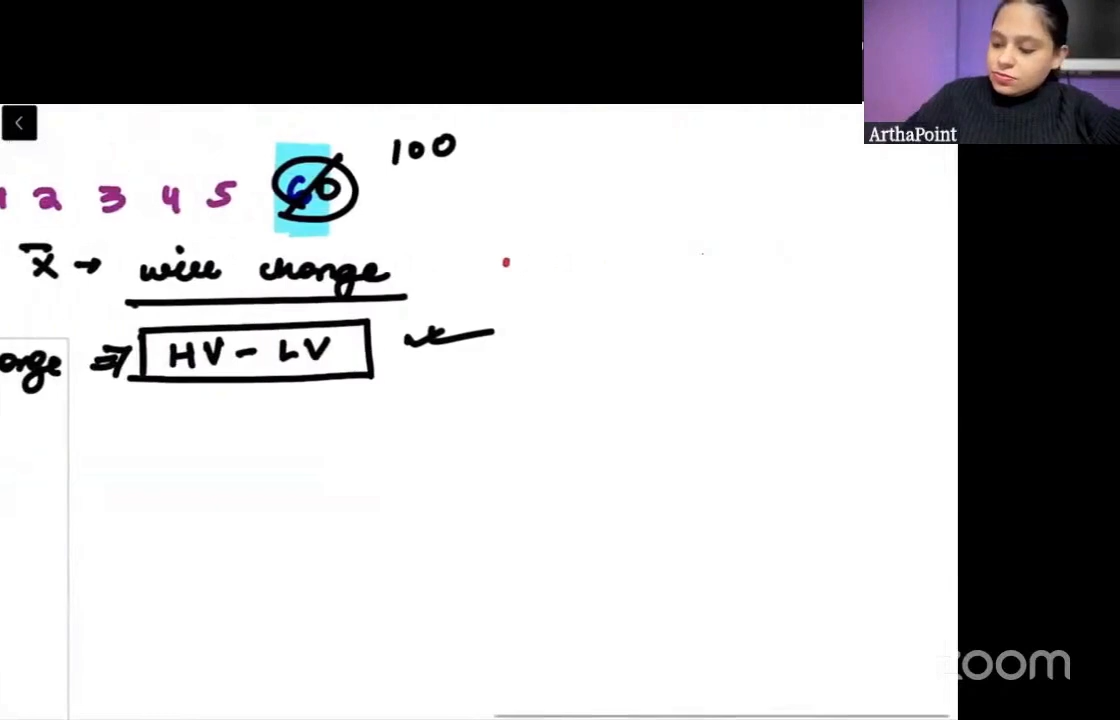 100
1 2 3 4 5 60
x̄ → will change
ange ⇒ HV - LV
ArthaPoint
zoom